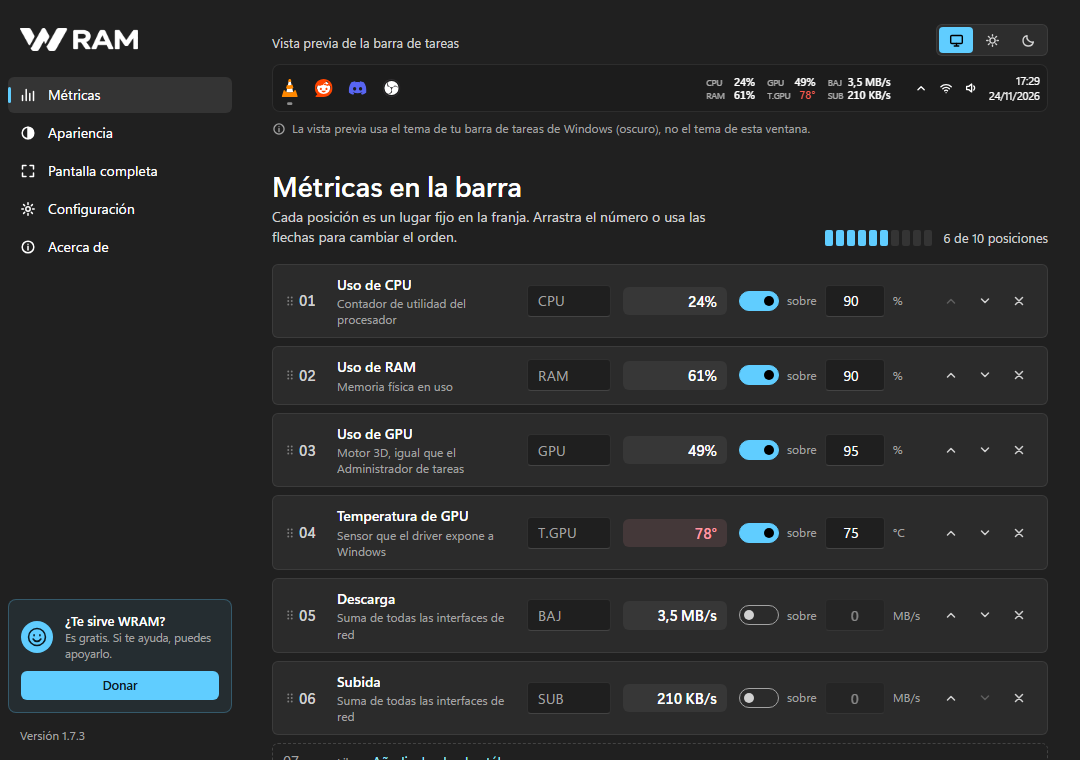 WRAM
Métricas
Apariencia
Pantalla completa
Configuración
Acerca de
¿Te sirve WRAM?
Es gratis. Si te ayuda, puedes
apoyarlo.
Donar
Versión 1.7.3
Vista previa de la barra de tareas
CPU 24% GPU 49% BAJ 3,5 MB/s
RAM 61% T.GPU 78° SUB 210 KB/s
17:29
24/11/2026
La vista previa usa el tema de tu barra de tareas de Windows (oscuro), no el tema de esta ventana.
Métricas en la barra
Cada posición es un lugar fijo en la franja. Arrastra el número o usa las
flechas para cambiar el orden.
6 de 10 posiciones
01 Uso de CPU CPU 24% sobre 90 %
Contador de utilidad del
procesador
02 Uso de RAM RAM 61% sobre 90 %
Memoria física en uso
03 Uso de GPU GPU 49% sobre 95 %
Motor 3D, igual que el
Administrador de tareas
04 Temperatura de GPU T.GPU 78° sobre 75 °C
Sensor que el driver expone a
Windows
05 Descarga BAJ 3,5 MB/s sobre 0 MB/s
Suma de todas las interfaces de
red
06 Subida SUB 210 KB/s sobre 0 MB/s
Suma de todas las interfaces de
red
07